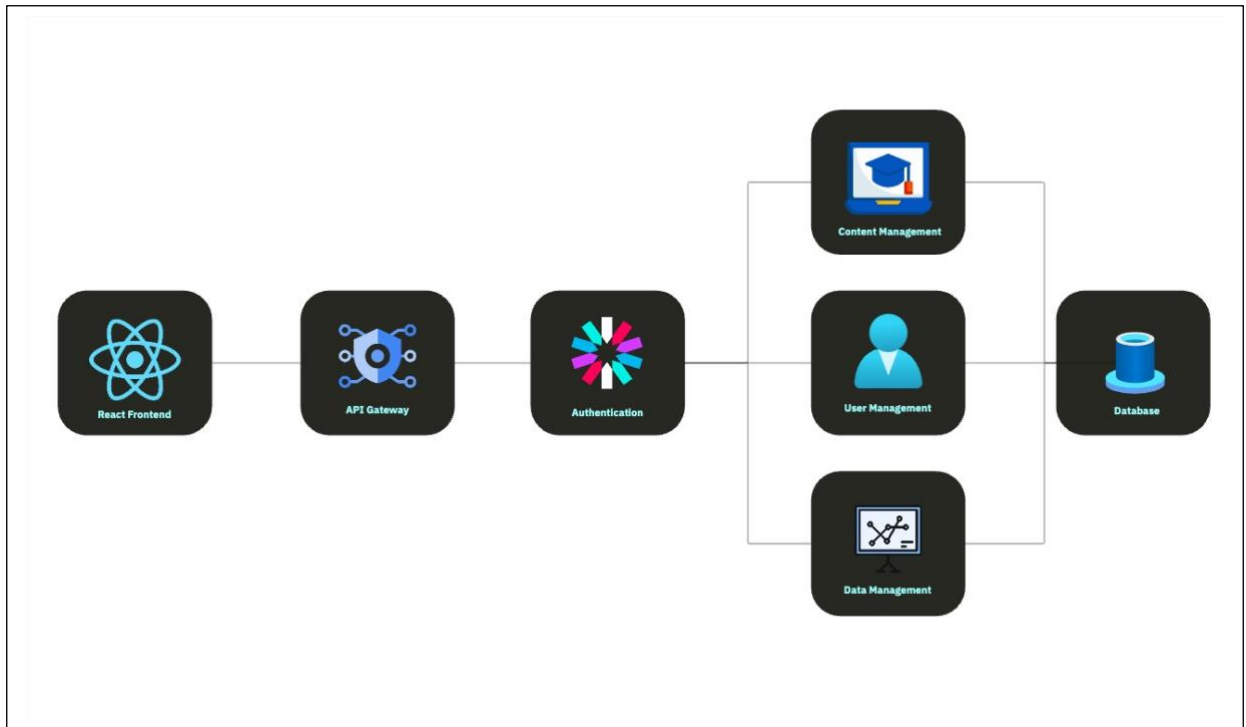 React Frontend
API Gateway
Authentication
Content Management
User Management
Data Management
Database